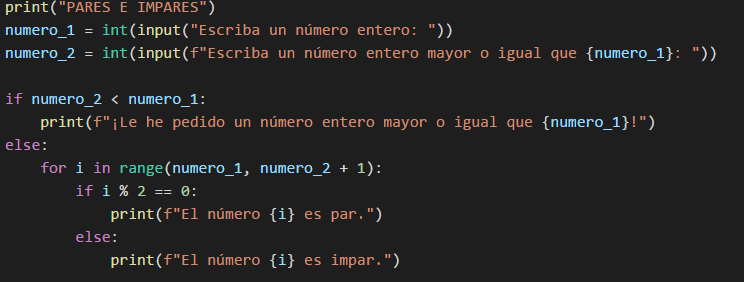 print("PARES E IMPARES")
numero_1 = int(input("Escriba un número entero: "))
numero_2 = int(input(f"Escriba un número entero mayor o igual que {numero_1}: "))

if numero_2 < numero_1:
    print(f"¡Le he pedido un número entero mayor o igual que {numero_1}!")
else:
    for i in range(numero_1, numero_2 + 1):
        if i % 2 == 0:
            print(f"El número {i} es par.")
        else:
            print(f"El número {i} es impar.")